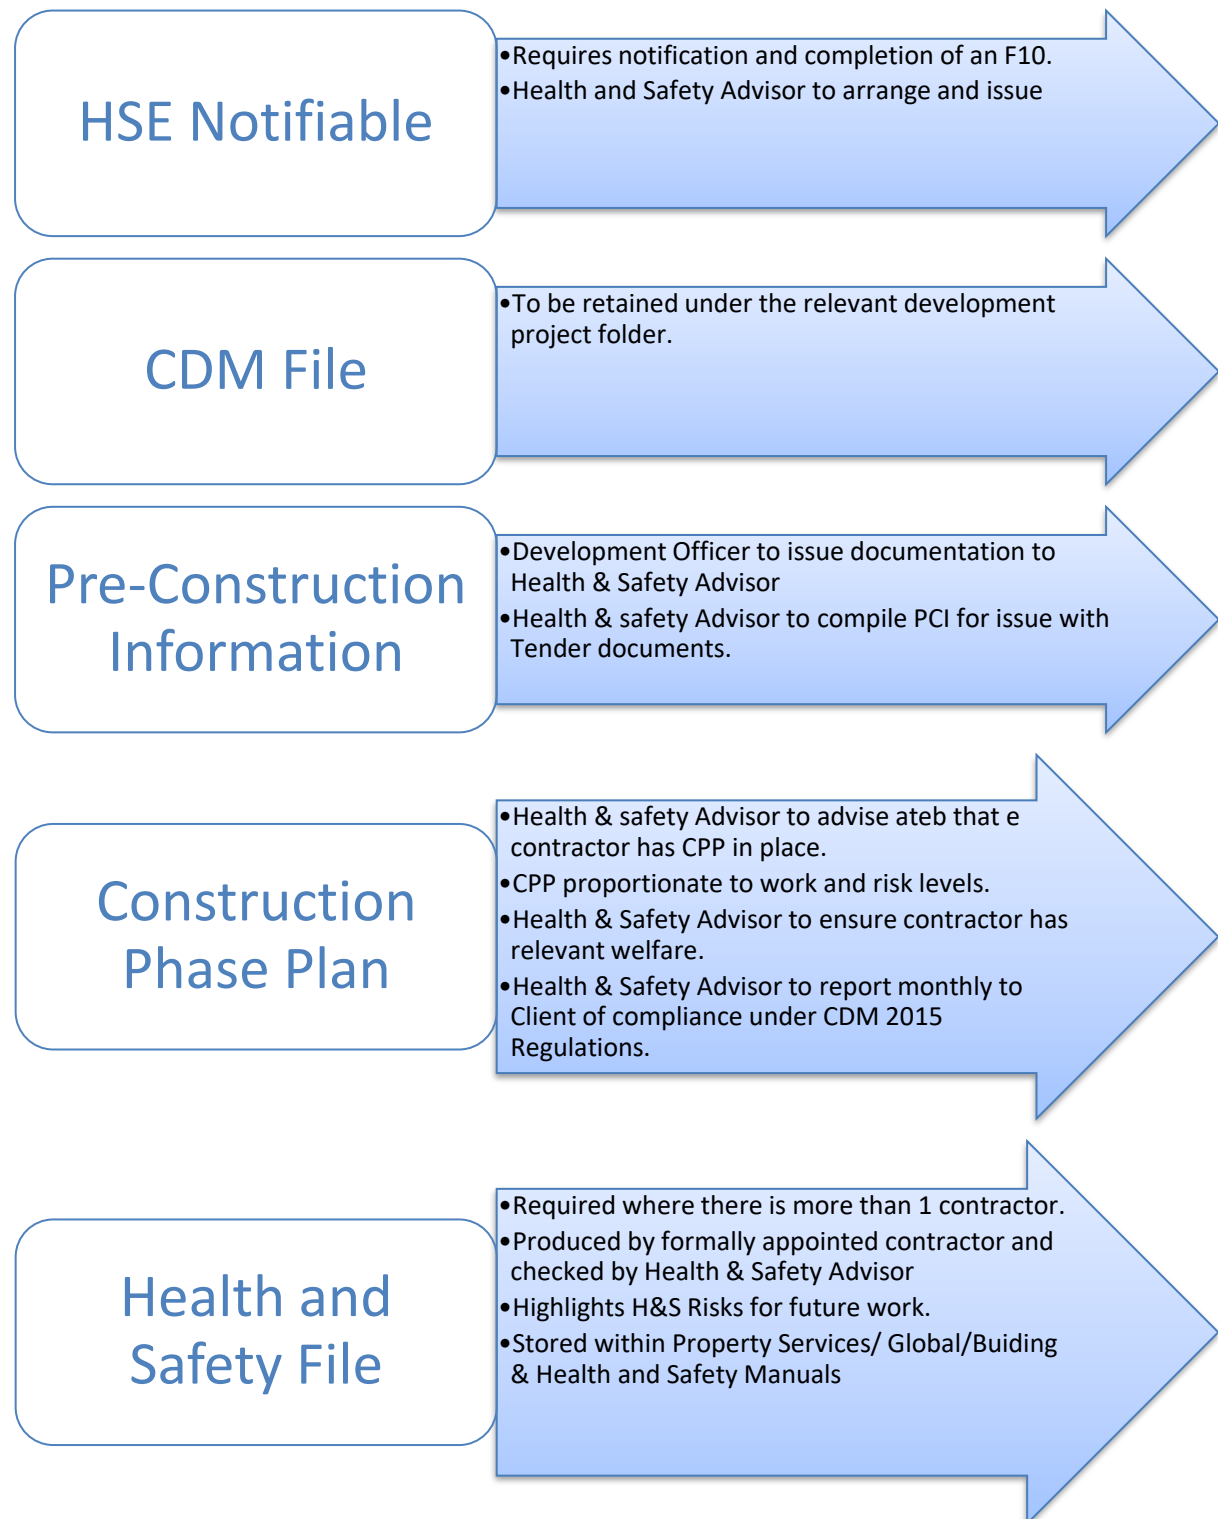 HSE Notifiable
•Requires notification and completion of an F10.
•Health and Safety Advisor to arrange and issue
CDM File
•To be retained under the relevant development
project folder.
Pre-Construction
Information
•Development Officer to issue documentation to
Health & Safety Advisor
•Health & safety Advisor to compile PCI for issue with
Tender documents.
Construction
Phase Plan
•Health & safety Advisor to advise ateb that e
contractor has CPP in place.
•CPP proportionate to work and risk levels.
•Health & Safety Advisor to ensure contractor has
relevant welfare.
•Health & Safety Advisor to report monthly to
Client of compliance under CDM 2015
Regulations.
Health and
Safety File
•Required where there is more than 1 contractor.
•Produced by formally appointed contractor and
checked by Health & Safety Advisor
•Highlights H&S Risks for future work.
•Stored within Property Services/ Global/Buiding
& Health and Safety Manuals